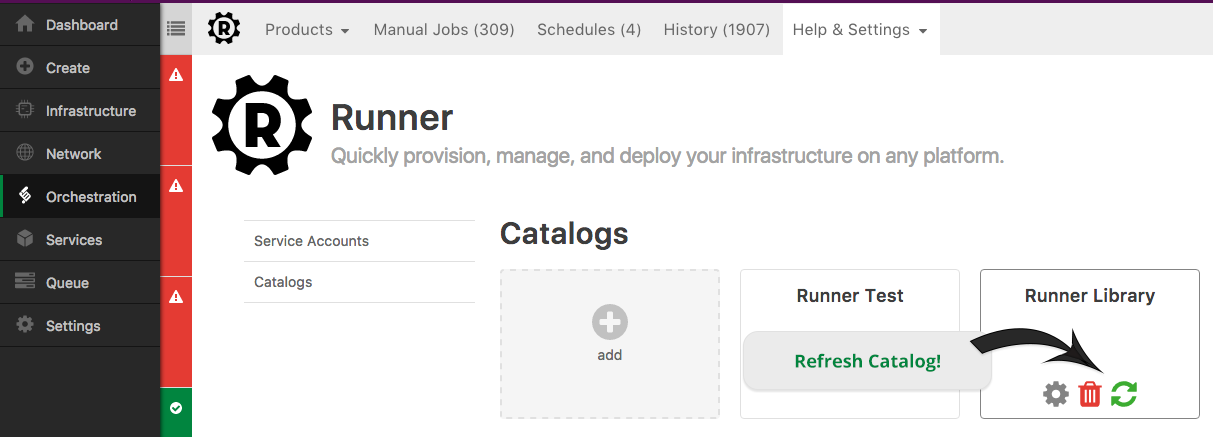 Dashboard
Create
Infrastructure
Network
Orchestration
Services
Queue
Settings
R Products Manual Jobs (309) Schedules (4) History (1907) Help & Settings
R
Runner
Quickly provision, manage, and deploy your infrastructure on any platform.
Service Accounts
Catalogs
Catalogs
add
Runner Test
Refresh Catalog!
Runner Library